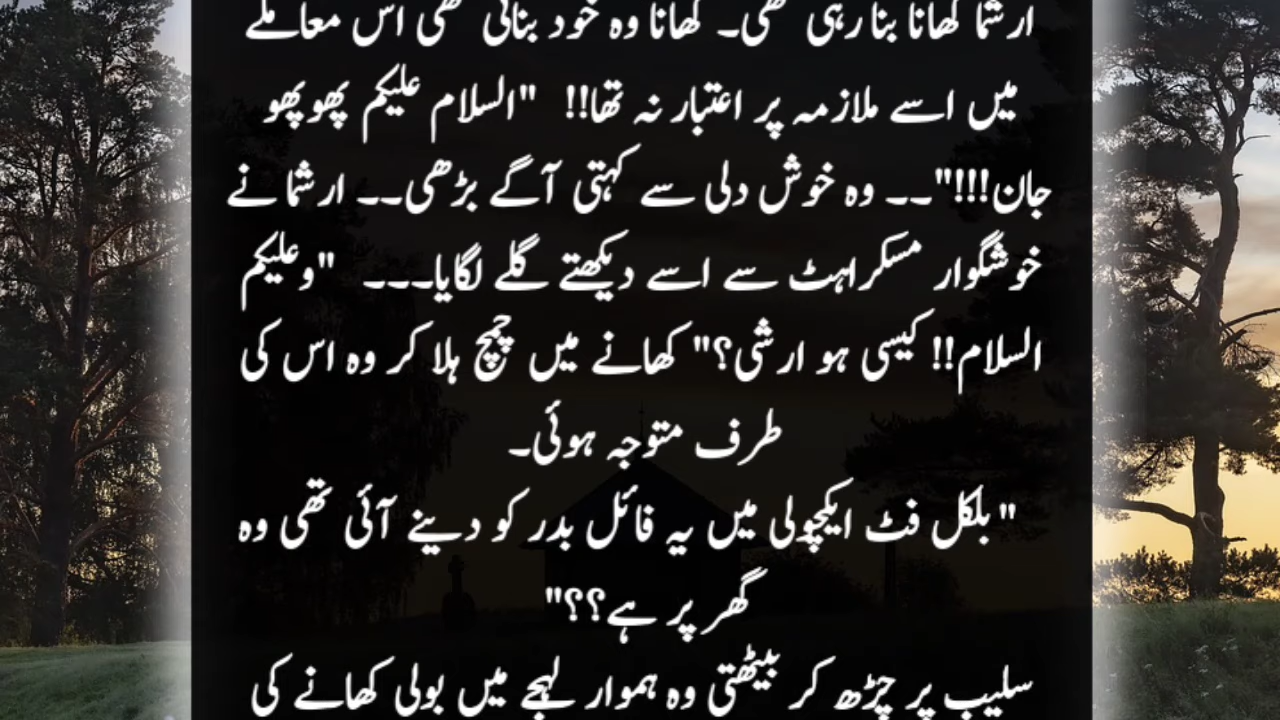 ارشما کھانا بنا رہی تھی۔ کھانا وہ خود بناتی تھی اس معاملے
میں اسے ملازمہ پر اعتبار نہ تھا!! "السلام علیکم پھوپھو
جان!!!"۔۔ وہ خوش دلی سے کہتی آگے بڑھی۔۔ ارشما نے
خوشگوار مسکراہٹ سے اسے دیکھتے گلے لگایا۔۔۔ "وعلیکم
السلام!! کیسی ہو ارشی؟" کھانے میں چمچ ہلا کر وہ اس کی
طرف متوجہ ہوئی۔
"بلکل فٹ ایکچولی میں یہ فائل بدر کو دینے آئی تھی وہ
گھر پر ہے؟؟"
سلیب پر چڑھ کر بیٹھتی وہ ہموار لہجے میں بولی کھانے کی